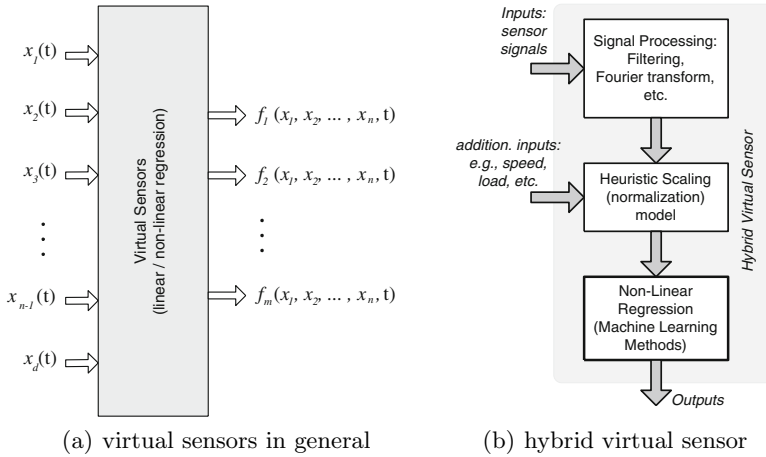 x1(t)
x2(t)
x3(t)
xn-1(t)
xd(t)
Virtual Sensors
(linear / non-linear regression)
f1 (x1, x2, ... , xn, t)
f2 (x1, x2, ... , xn, t)
fm(x1, x2, ... , xn, t)
(a) virtual sensors in general
Inputs:
sensor
signals
Signal Processing:
Filtering,
Fourier transform,
etc.
addition. inputs:
e.g., speed,
load, etc.
Heuristic Scaling
(normalization)
model
Non-Linear
Regression
(Machine Learning
Methods)
Hybrid Virtual Sensor
Outputs
(b) hybrid virtual sensor